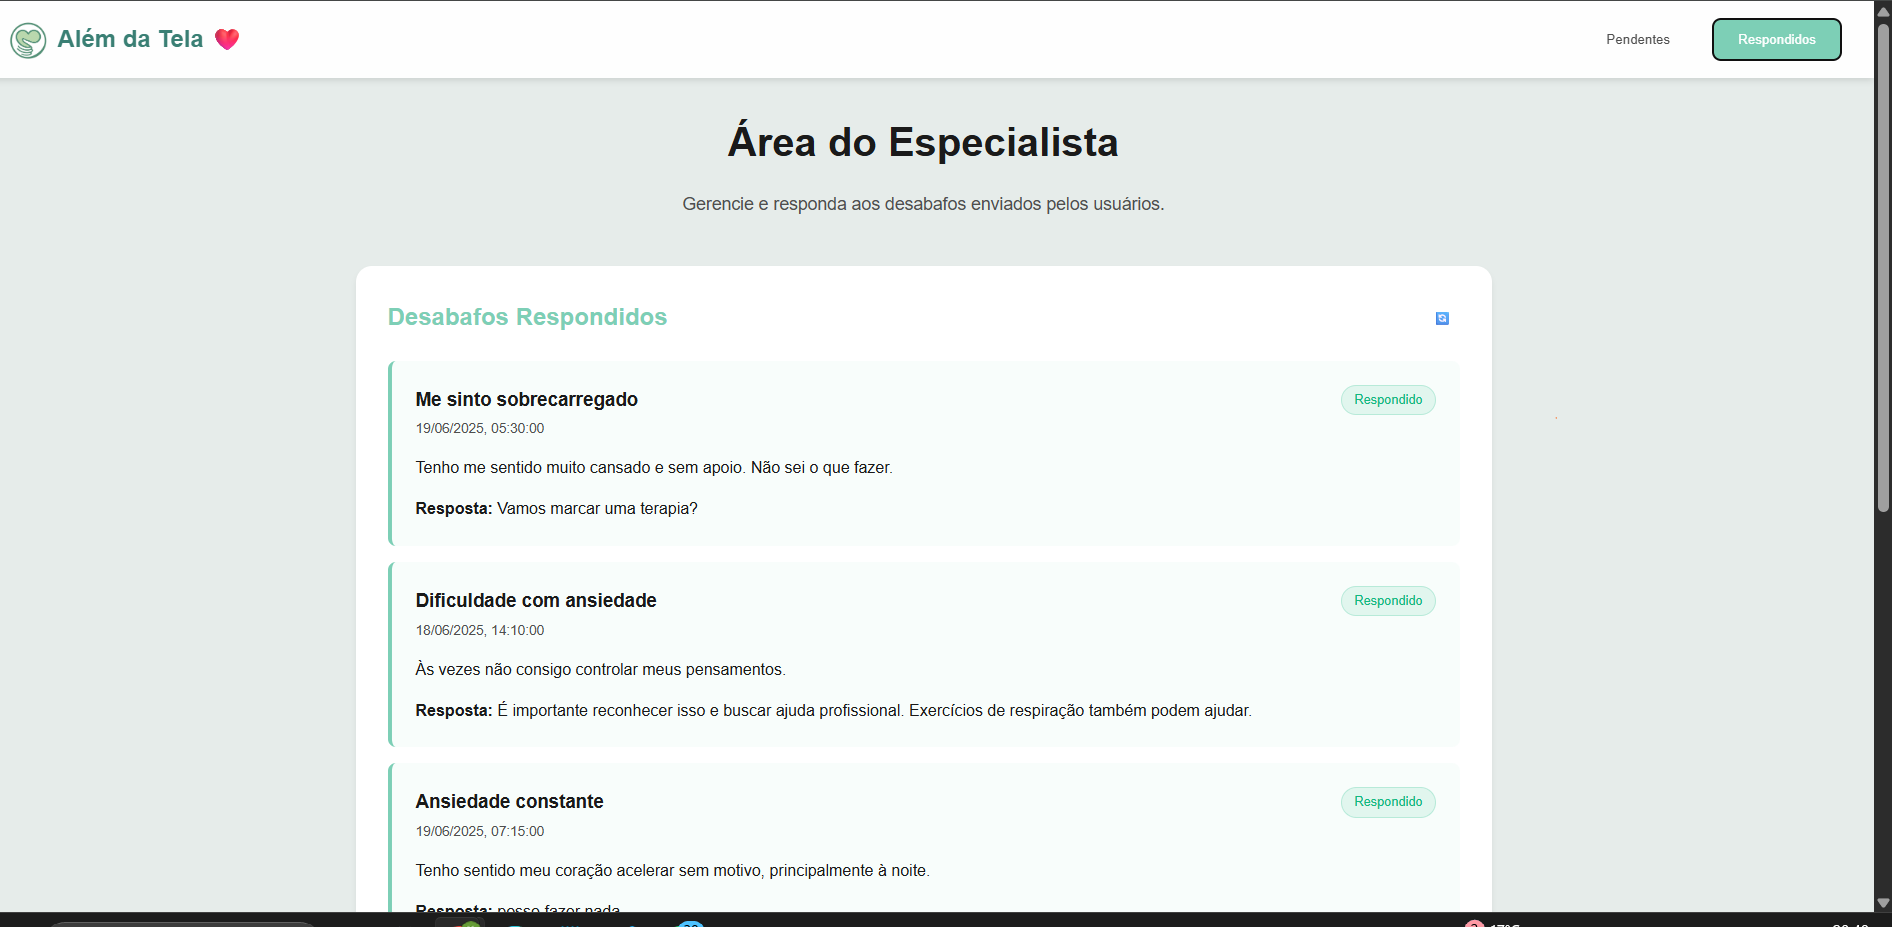 Além da Tela
Pendentes
Respondidos
Área do Especialista
Gerencie e responda aos desabafos enviados pelos usuários.
Desabafos Respondidos
Me sinto sobrecarregado
Respondido
19/06/2025, 05:30:00
Tenho me sentido muito cansado e sem apoio. Não sei o que fazer.
Resposta: Vamos marcar uma terapia?
Dificuldade com ansiedade
Respondido
18/06/2025, 14:10:00
Às vezes não consigo controlar meus pensamentos.
Resposta: É importante reconhecer isso e buscar ajuda profissional. Exercícios de respiração também podem ajudar.
Ansiedade constante
Respondido
19/06/2025, 07:15:00
Tenho sentido meu coração acelerar sem motivo, principalmente à noite.
Resposta: posso fazer nada